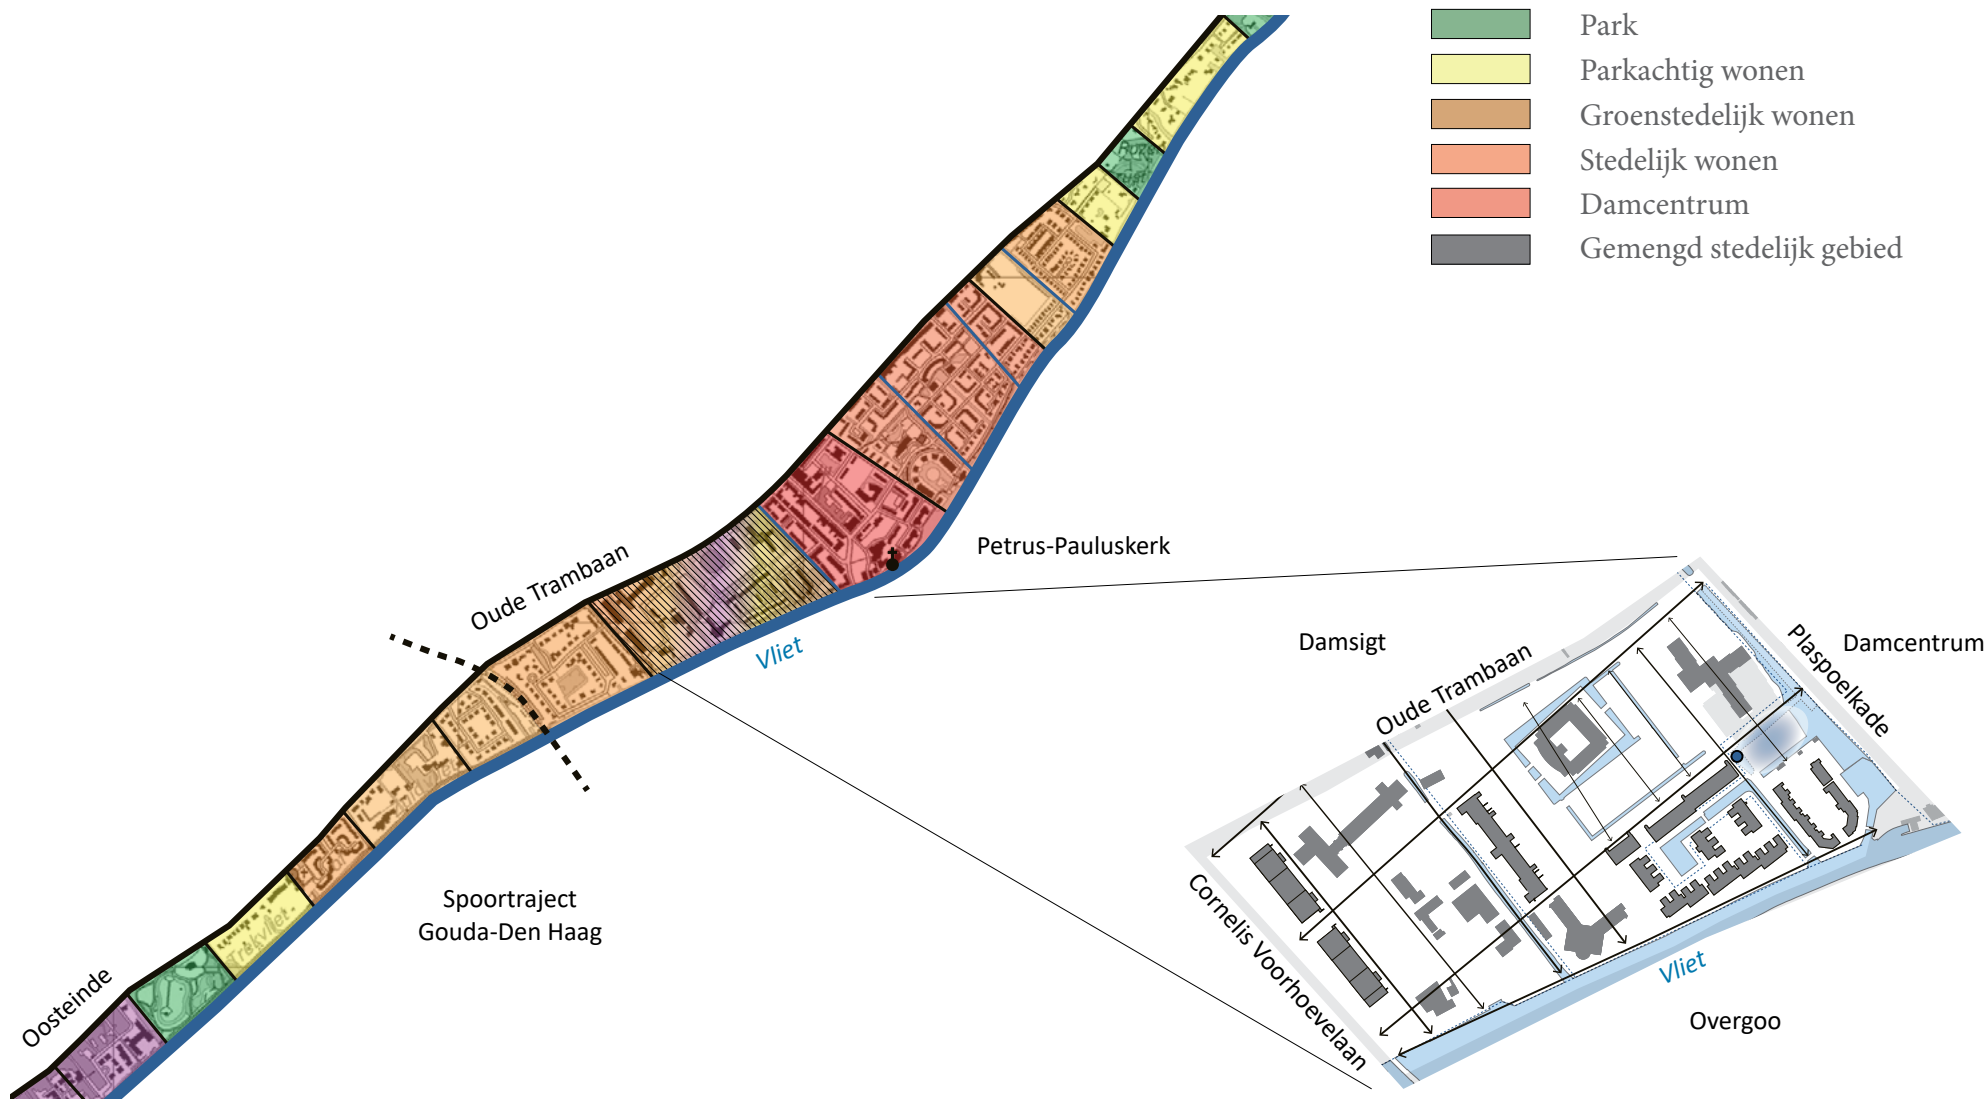 Park
Parkachtig wonen
Groenstedelijk wonen
Stedelijk wonen
Damcentrum
Gemengd stedelijk gebied
Petrus-Pauluskerk
Oude Trambaan
Vliet
Damsigt
Damcentrum
Plaspoelkade
Oude Trambaan
Spoortraject
Gouda-Den Haag
Cornelis Voorhoevelaan
Vliet
Overgoo
Oosteinde
Trekvliet